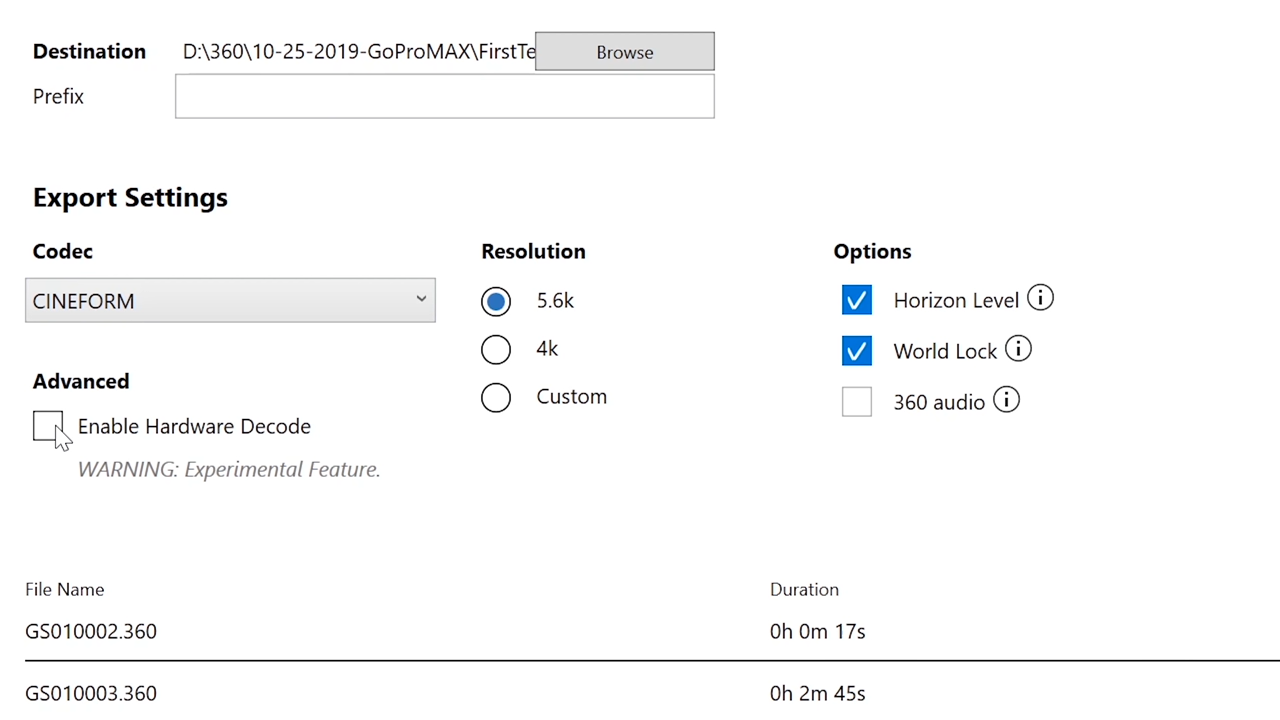 Destination D:\360\10-25-2019-GoProMAX\FirstTe Browse
Prefix
Export Settings
Codec Resolution Options
CINEFORM 5.6k Horizon Level
4k World Lock
Advanced
Custom 360 audio
Enable Hardware Decode
WARNING: Experimental Feature.
File Name Duration
GS010002.360 0h 0m 17s
GS010003.360 0h 2m 45s